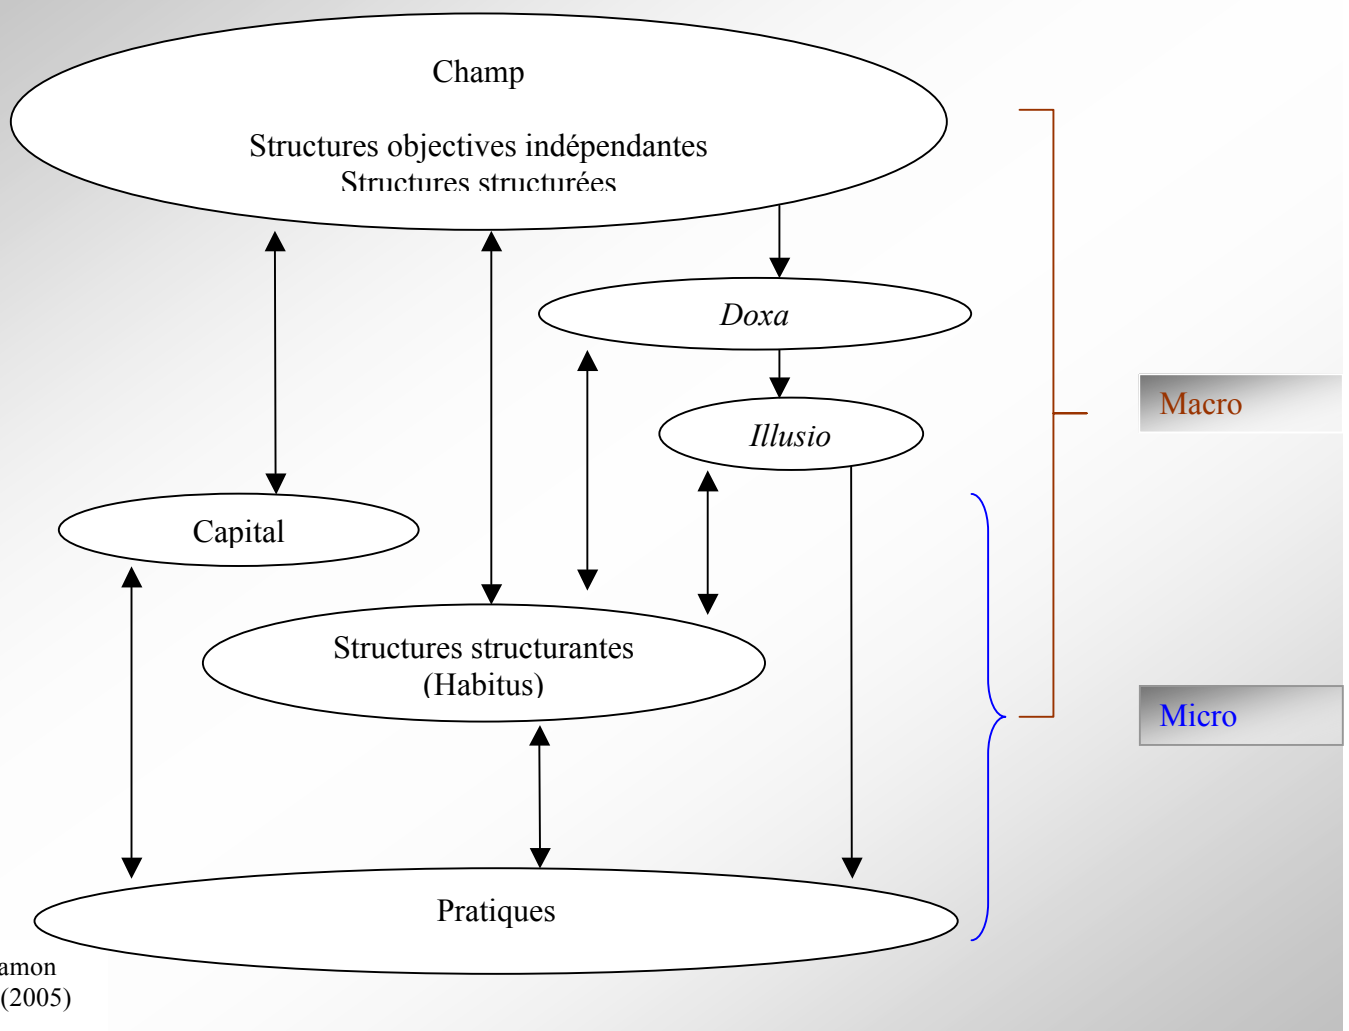 Champ
Structures objectives indépendantes
Structures structurées
Doxa
Illusio
Macro
Capital
Structures structurantes
(Habitus)
Micro
Pratiques
amon
(2005)